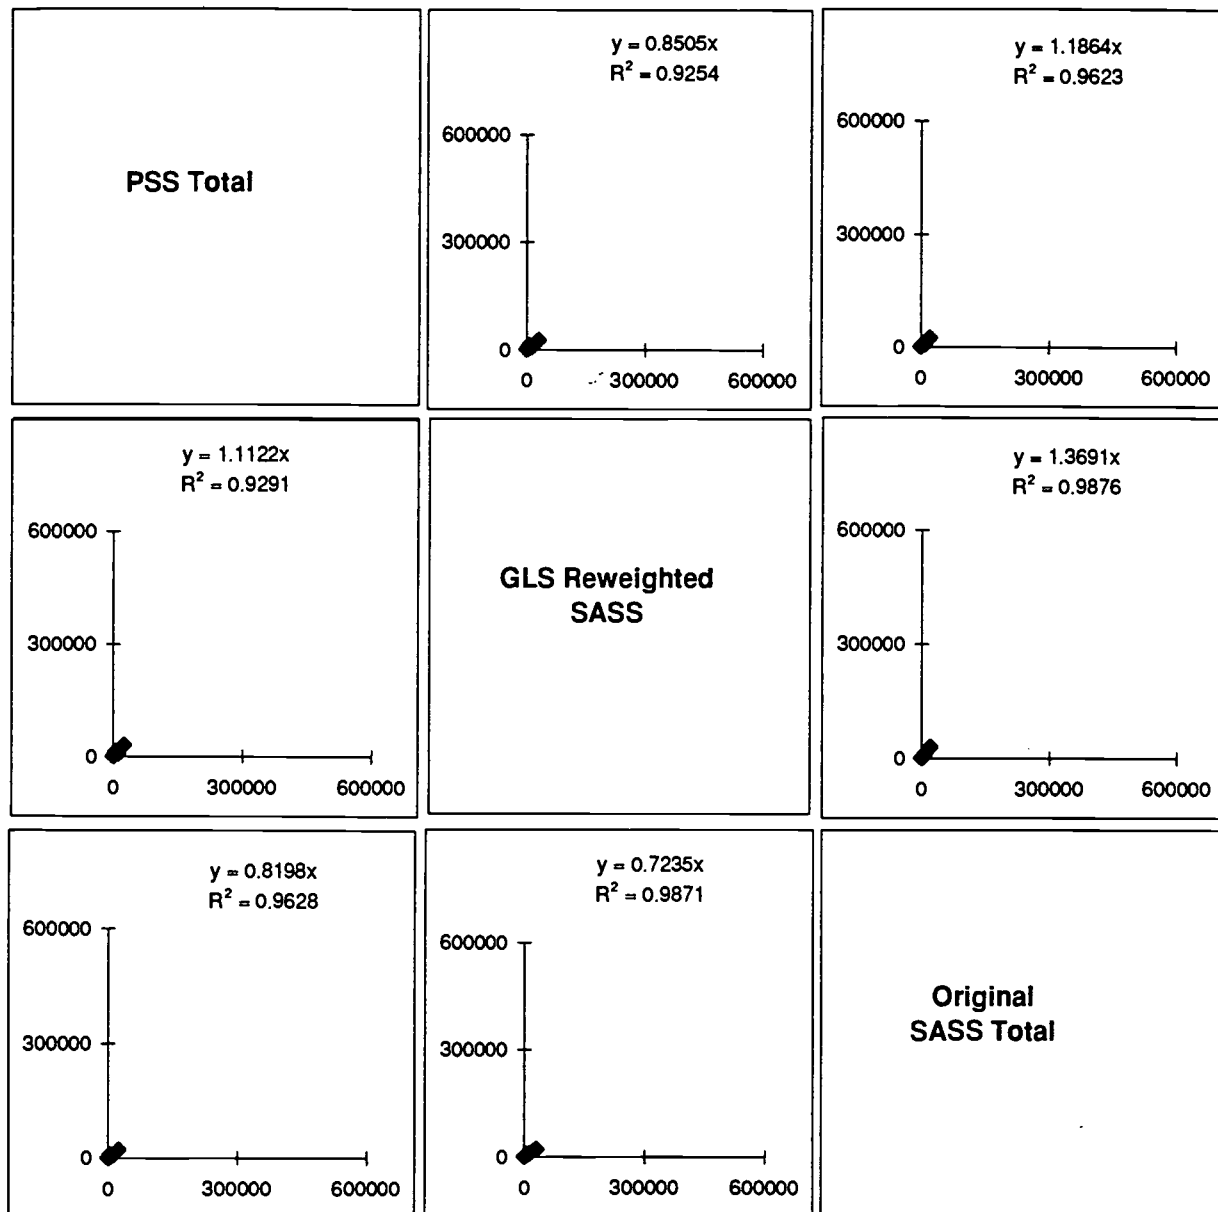 PSS Total
y = 0.8505x
R² = 0.9254
600000
300000
0
0 300000 600000
y = 1.1864x
R² = 0.9623
600000
300000
0
0 300000 600000
y = 1.1122x
R² = 0.9291
600000
300000
0
0 300000 600000
GLS Reweighted
SASS
y = 1.3691x
R² = 0.9876
600000
300000
0
0 300000 600000
y = 0.8198x
R² = 0.9628
600000
300000
0
0 300000 600000
y = 0.7235x
R² = 0.9871
600000
300000
0
0 300000 600000
Original
SASS Total